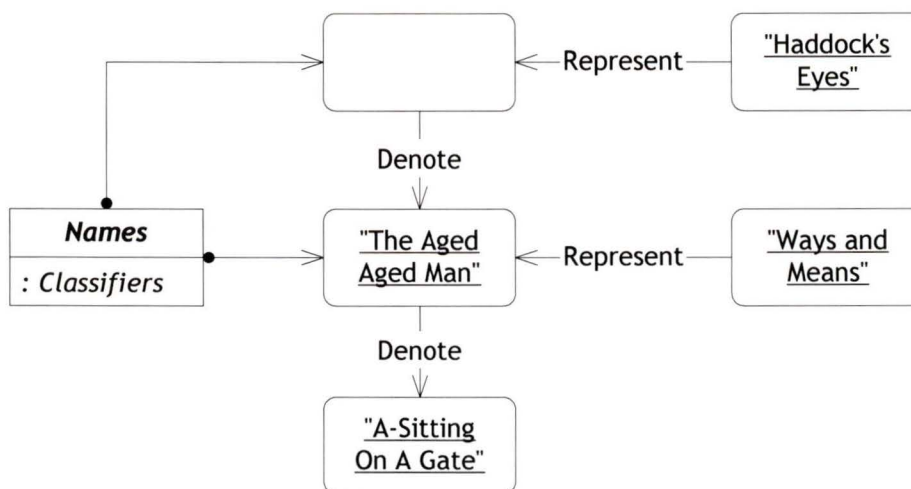 Represent
"Haddock's
Eyes"
Denote
Names
: Classifiers
"The Aged
Aged Man"
Represent
"Ways and
Means"
Denote
"A-Sitting
On A Gate"